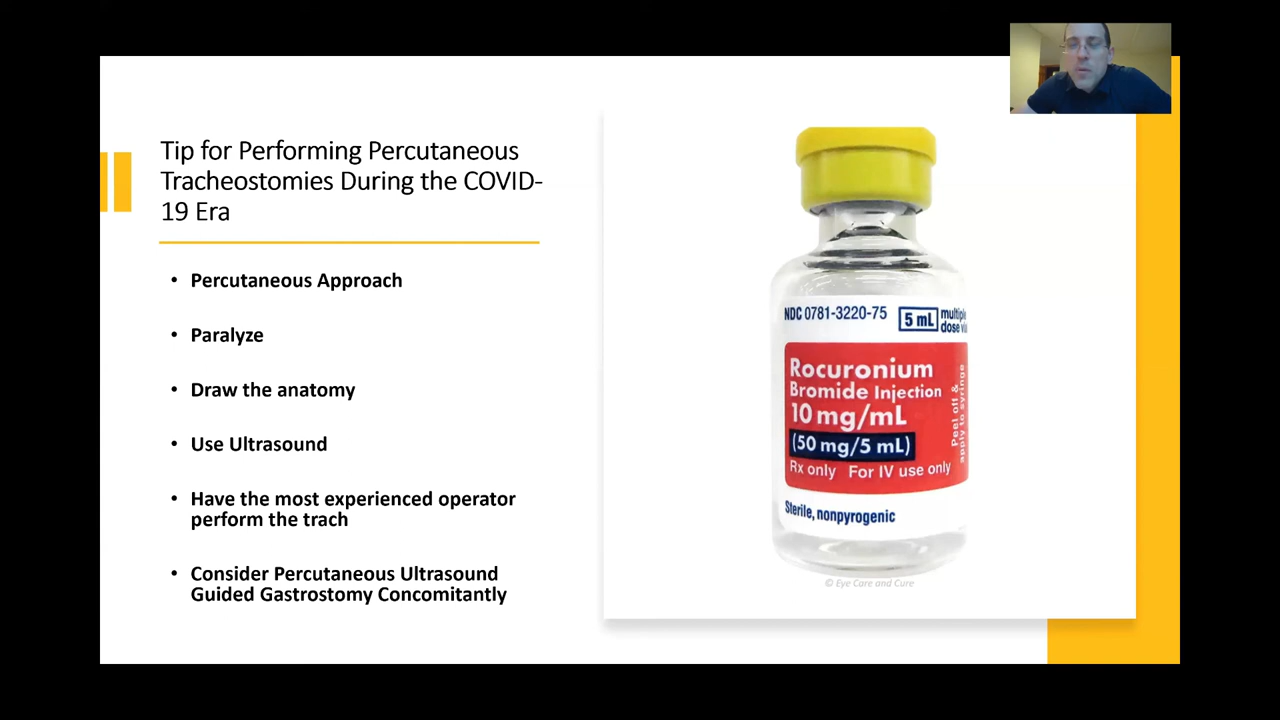 Tip for Performing Percutaneous
Tracheostomies During the COVID-
19 Era
• Percutaneous Approach
• Paralyze
• Draw the anatomy
• Use Ultrasound
• Have the most experienced operator
perform the trach
• Consider Percutaneous Ultrasound
Guided Gastrostomy Concomitantly
NDC 0781-3220-75
5 mL
multiple
dose
Rocuronium
Bromide Injection
10 mg/mL
(50 mg/5 mL)
Rx only For IV use only
Peel off &
apply to syringe
Sterile, nonpyrogenic
© Eye Care and Cure